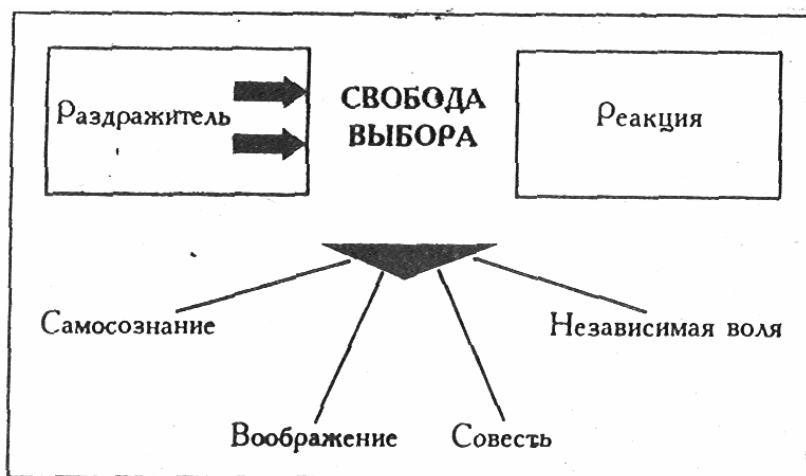 Раздражитель
СВОБОДА
ВЫБОРА
Реакция
Самосознание
Независимая воля
Воображение
Совесть